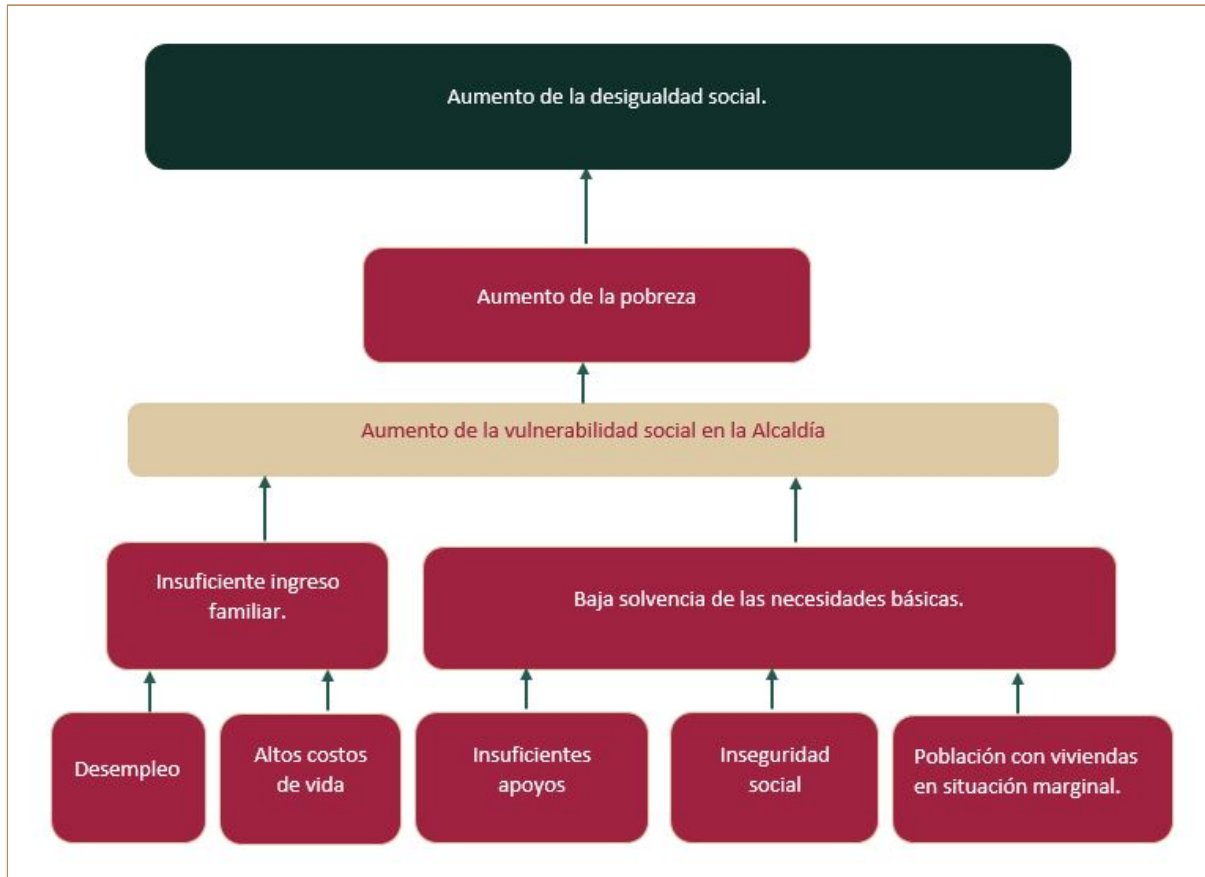 Aumento de la desigualdad social.
Aumento de la pobreza
Aumento de la vulnerabilidad social en la Alcaldía
Insuficiente ingreso
familiar.
Baja solvencia de las necesidades básicas.
Desempleo
Altos costos
de vida
Insuficientes
apoyos
Inseguridad
social
Población con viviendas
en situación marginal.